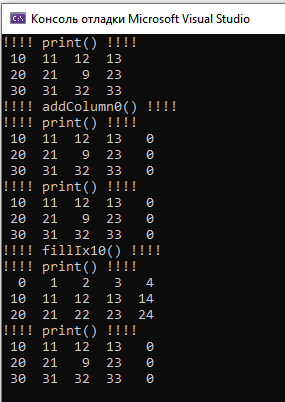 Консоль отладки Microsoft Visual Studio
!!!! print() !!!!
10 11 12 13
20 21 9 23
30 31 32 33
!!!! addColumn0() !!!!
!!!! print() !!!!
10 11 12 13 0
20 21 9 23 0
30 31 32 33 0
!!!! print() !!!!
10 11 12 13 0
20 21 9 23 0
30 31 32 33 0
!!!! fillIx10() !!!!
!!!! print() !!!!
0 1 2 3 4
10 11 12 13 14
20 21 22 23 24
!!!! print() !!!!
10 11 12 13 0
20 21 9 23 0
30 31 32 33 0